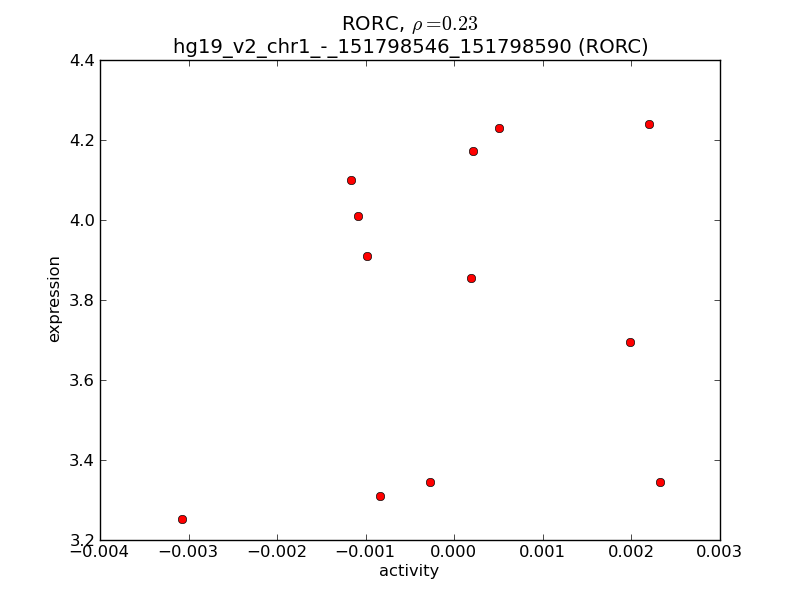 RORC, ρ=0.23
hg19_v2_chr1_-_151798546_151798590 (RORC)
4.4
4.2
4.0
3.8
3.6
3.4
3.2
expression
−0.004 −0.003 −0.002 −0.001 0.000 0.001 0.002 0.003
activity